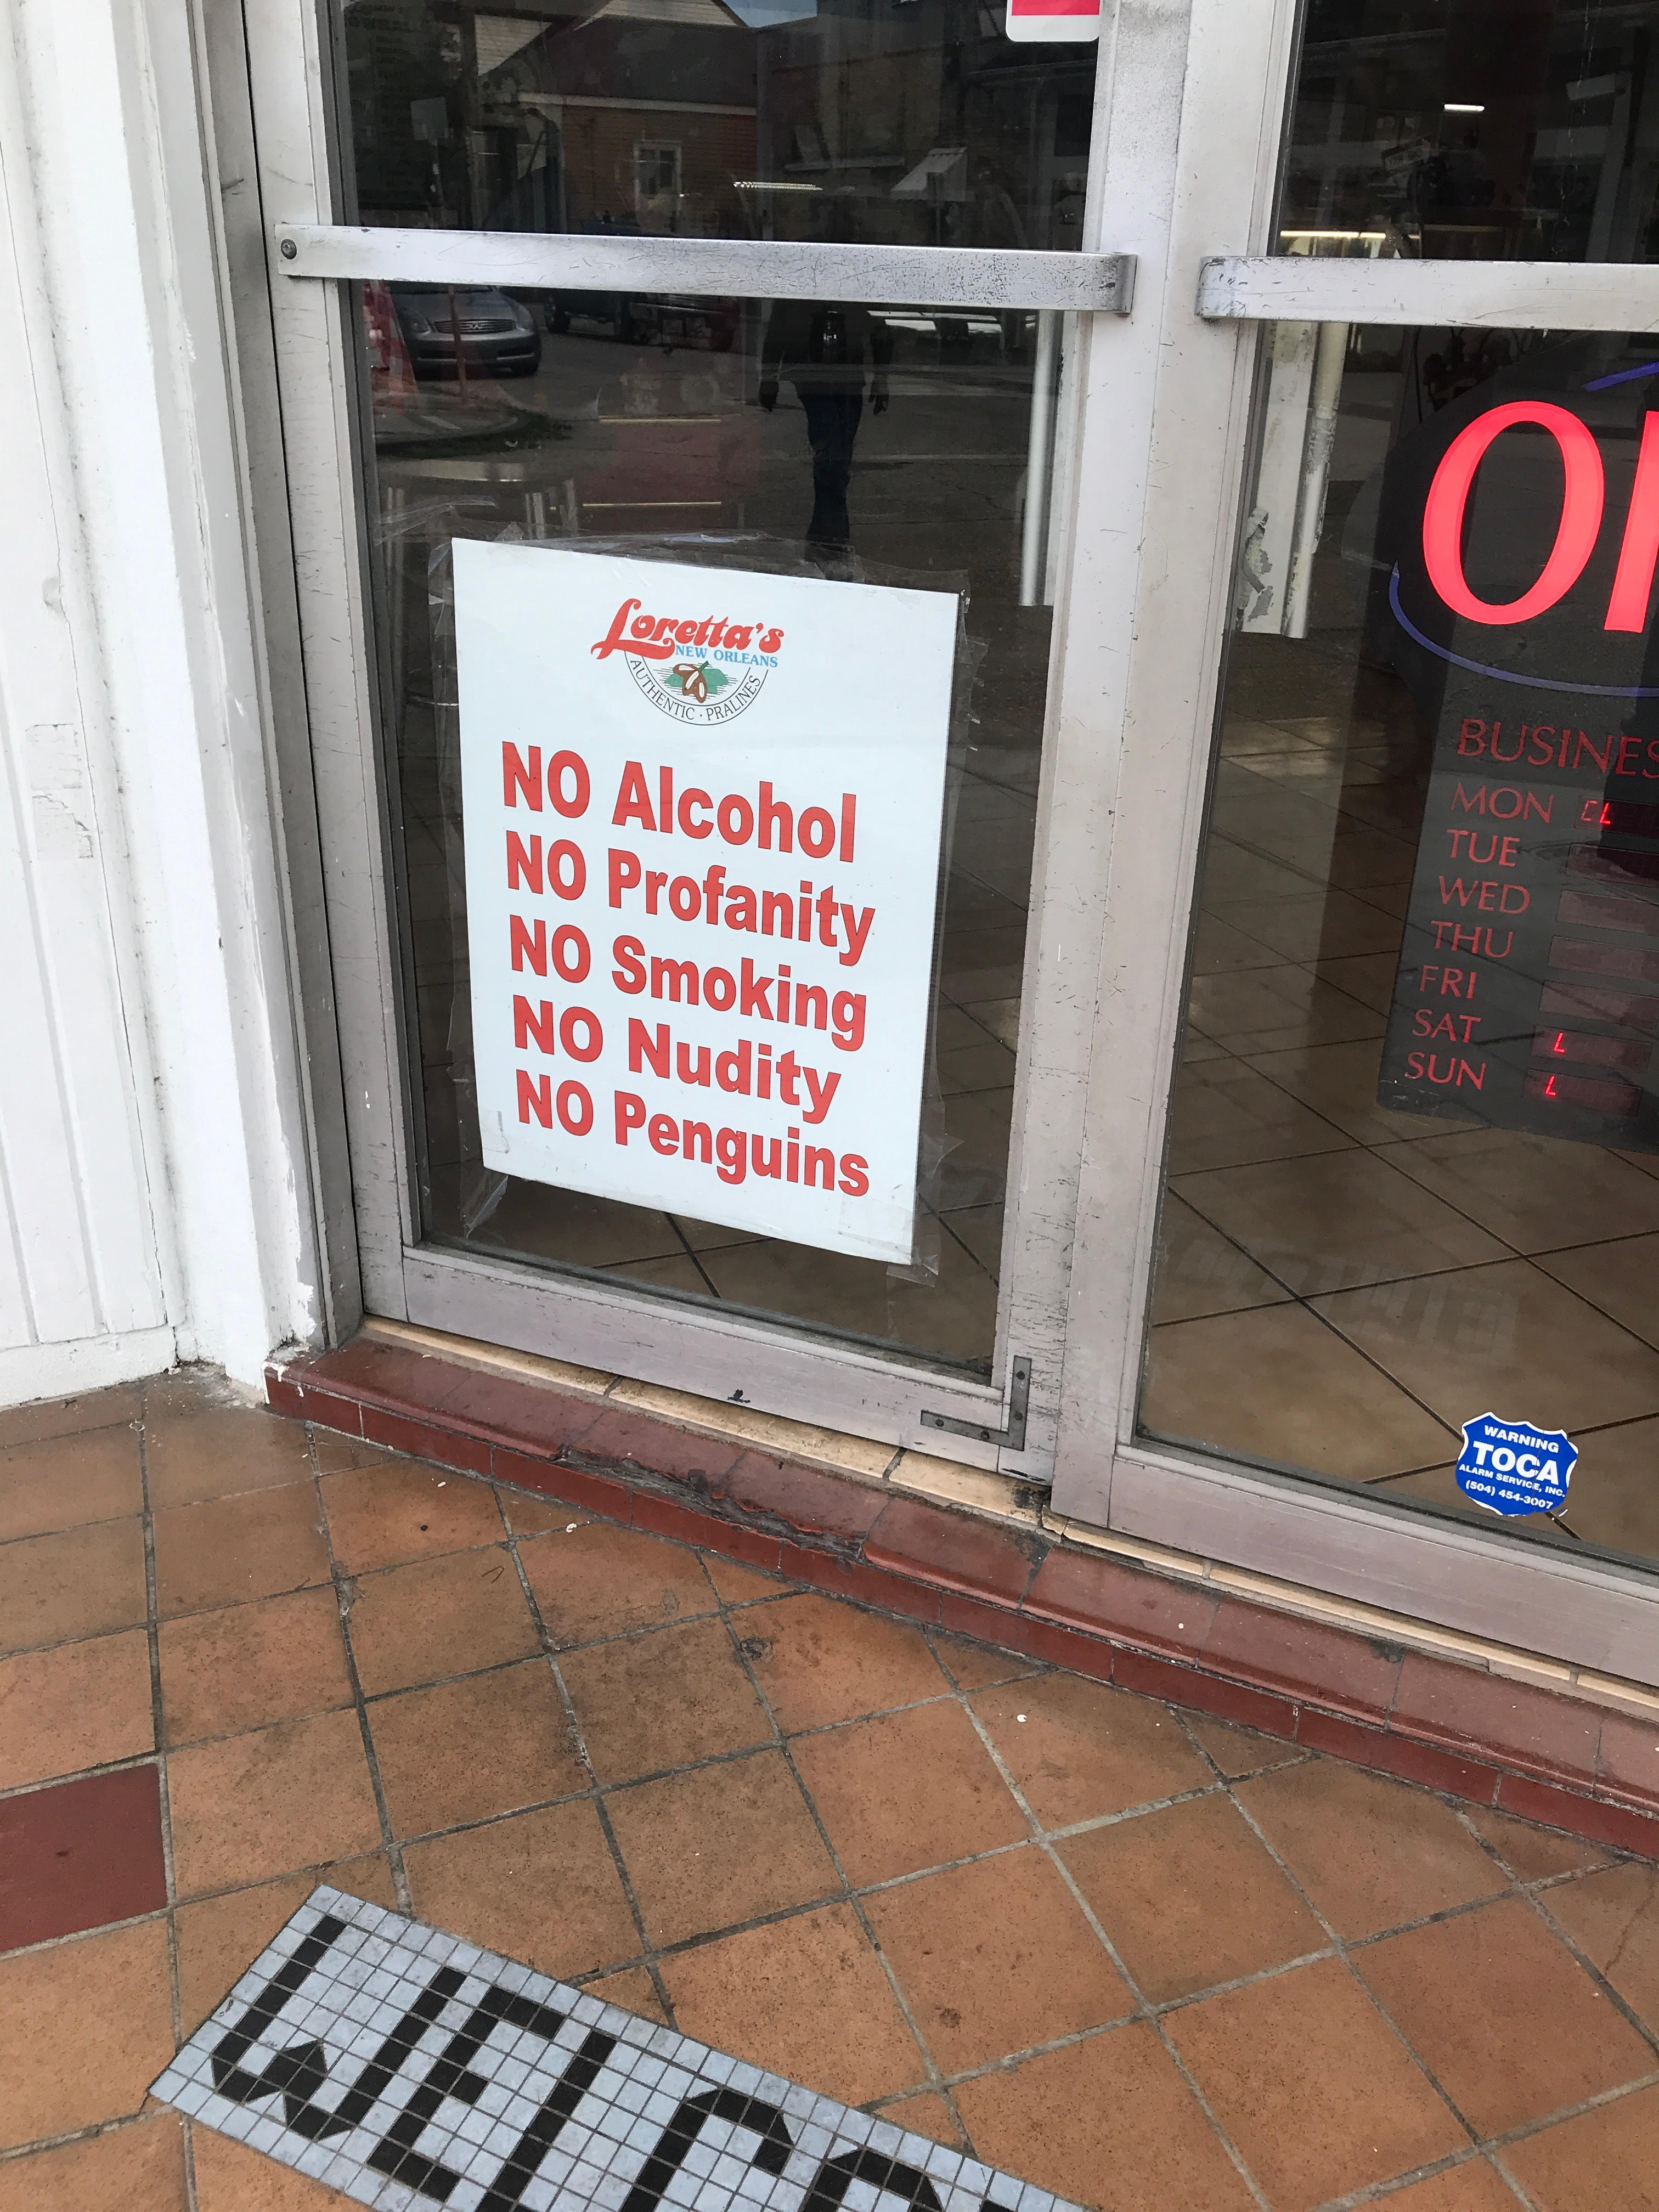 Loretta's
NEW ORLEANS
AUTHENTIC · PRALINES
NO Alcohol
NO Profanity
NO Smoking
NO Nudity
NO Penguins
BUSINES
MON CL
TUE
WED
THU
FRI
SAT L
SUN L
WARNING
TOCA
ALARM SERVICE, INC.
(504) 454-3007